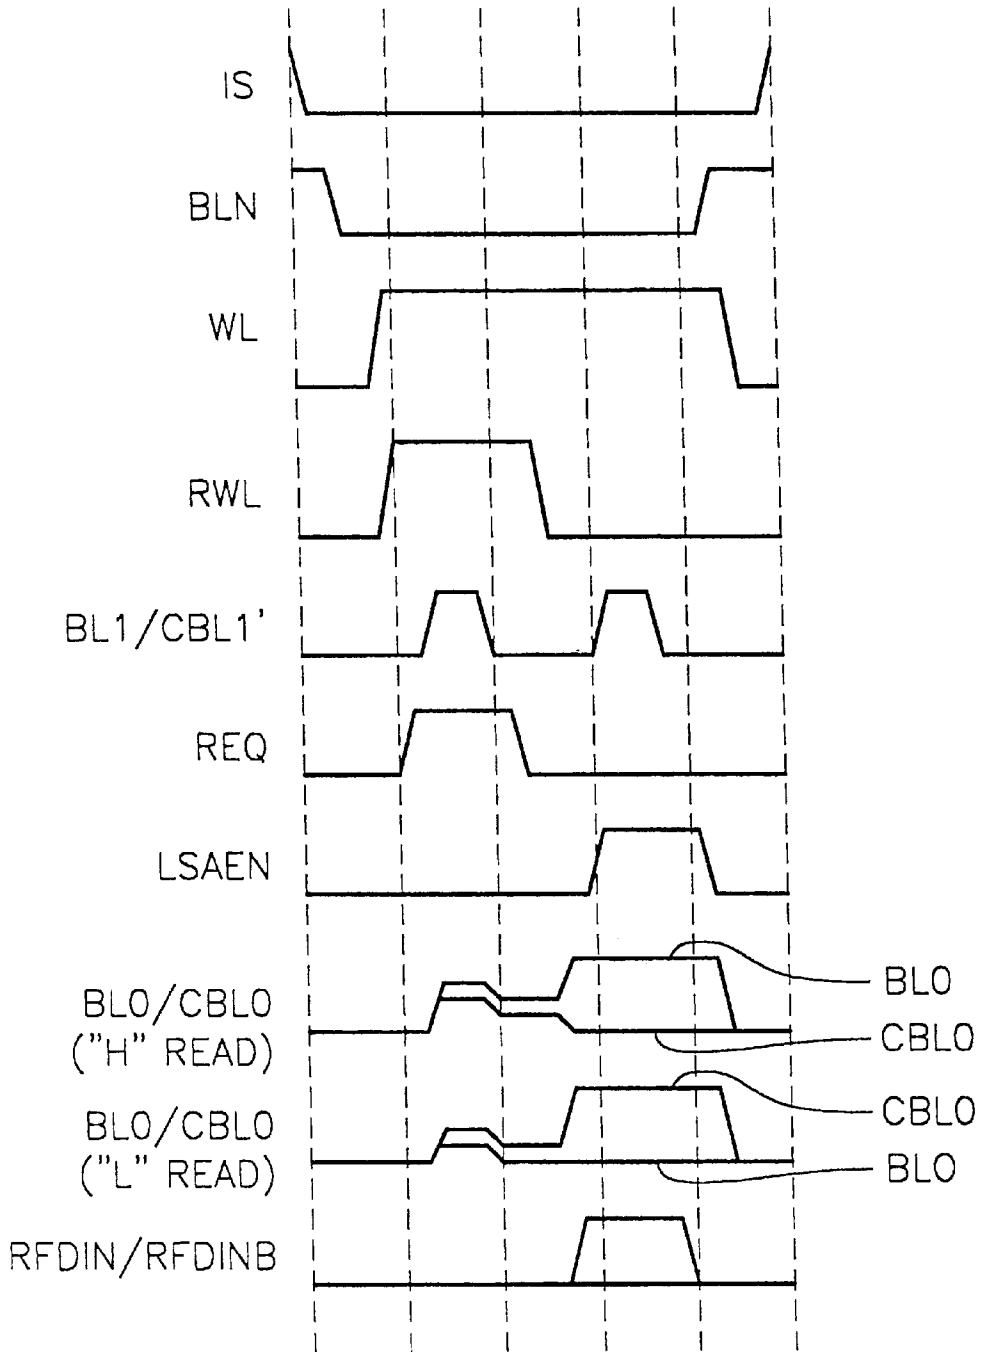 IS
BLN
WL
RWL
BL1/CBL1'
REQ
LSAEN
BL0/CBL0
("H" READ)
BL0
CBL0
BL0/CBL0
("L" READ)
CBL0
BL0
RFDIN/RFDINB